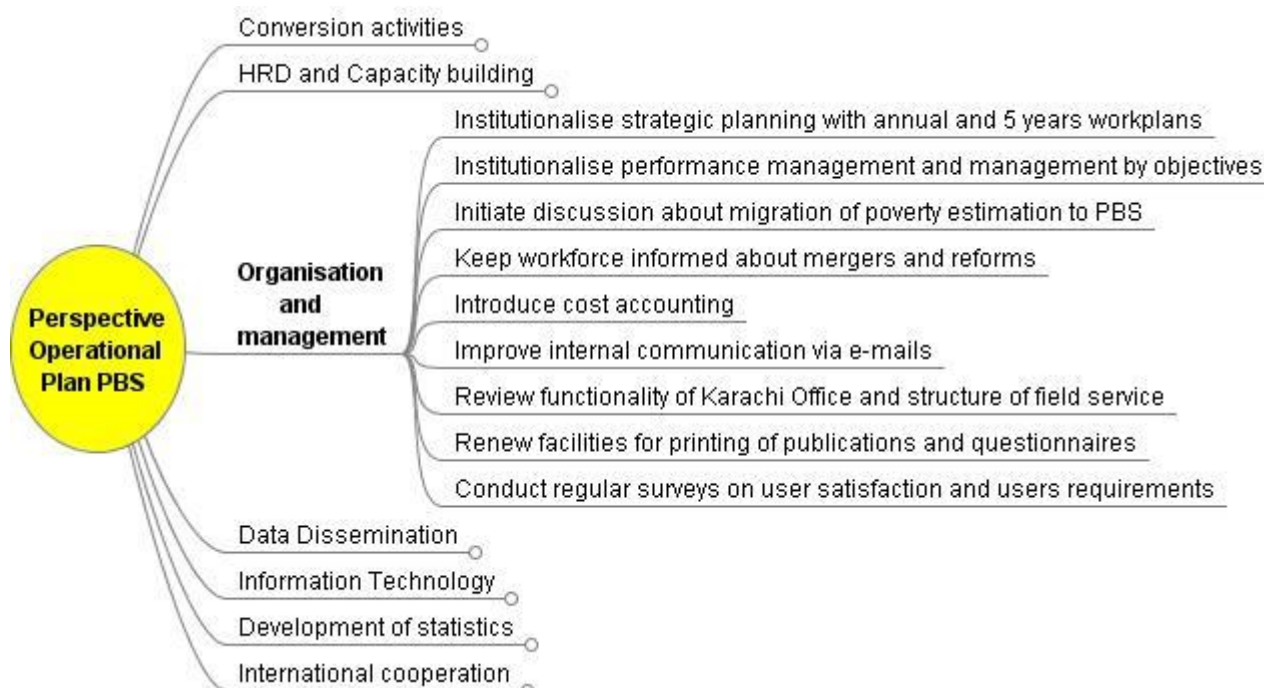 Conversion activities
HRD and Capacity building
Perspective
Operational
Plan PBS
Organisation
and
management
Institutionalise strategic planning with annual and 5 years workplans
Institutionalise performance management and management by objectives
Initiate discussion about migration of poverty estimation to PBS
Keep workforce informed about mergers and reforms
Introduce cost accounting
Improve internal communication via e-mails
Review functionality of Karachi Office and structure of field service
Renew facilities for printing of publications and questionnaires
Conduct regular surveys on user satisfaction and users requirements
Data Dissemination
Information Technology
Development of statistics
International cooperation